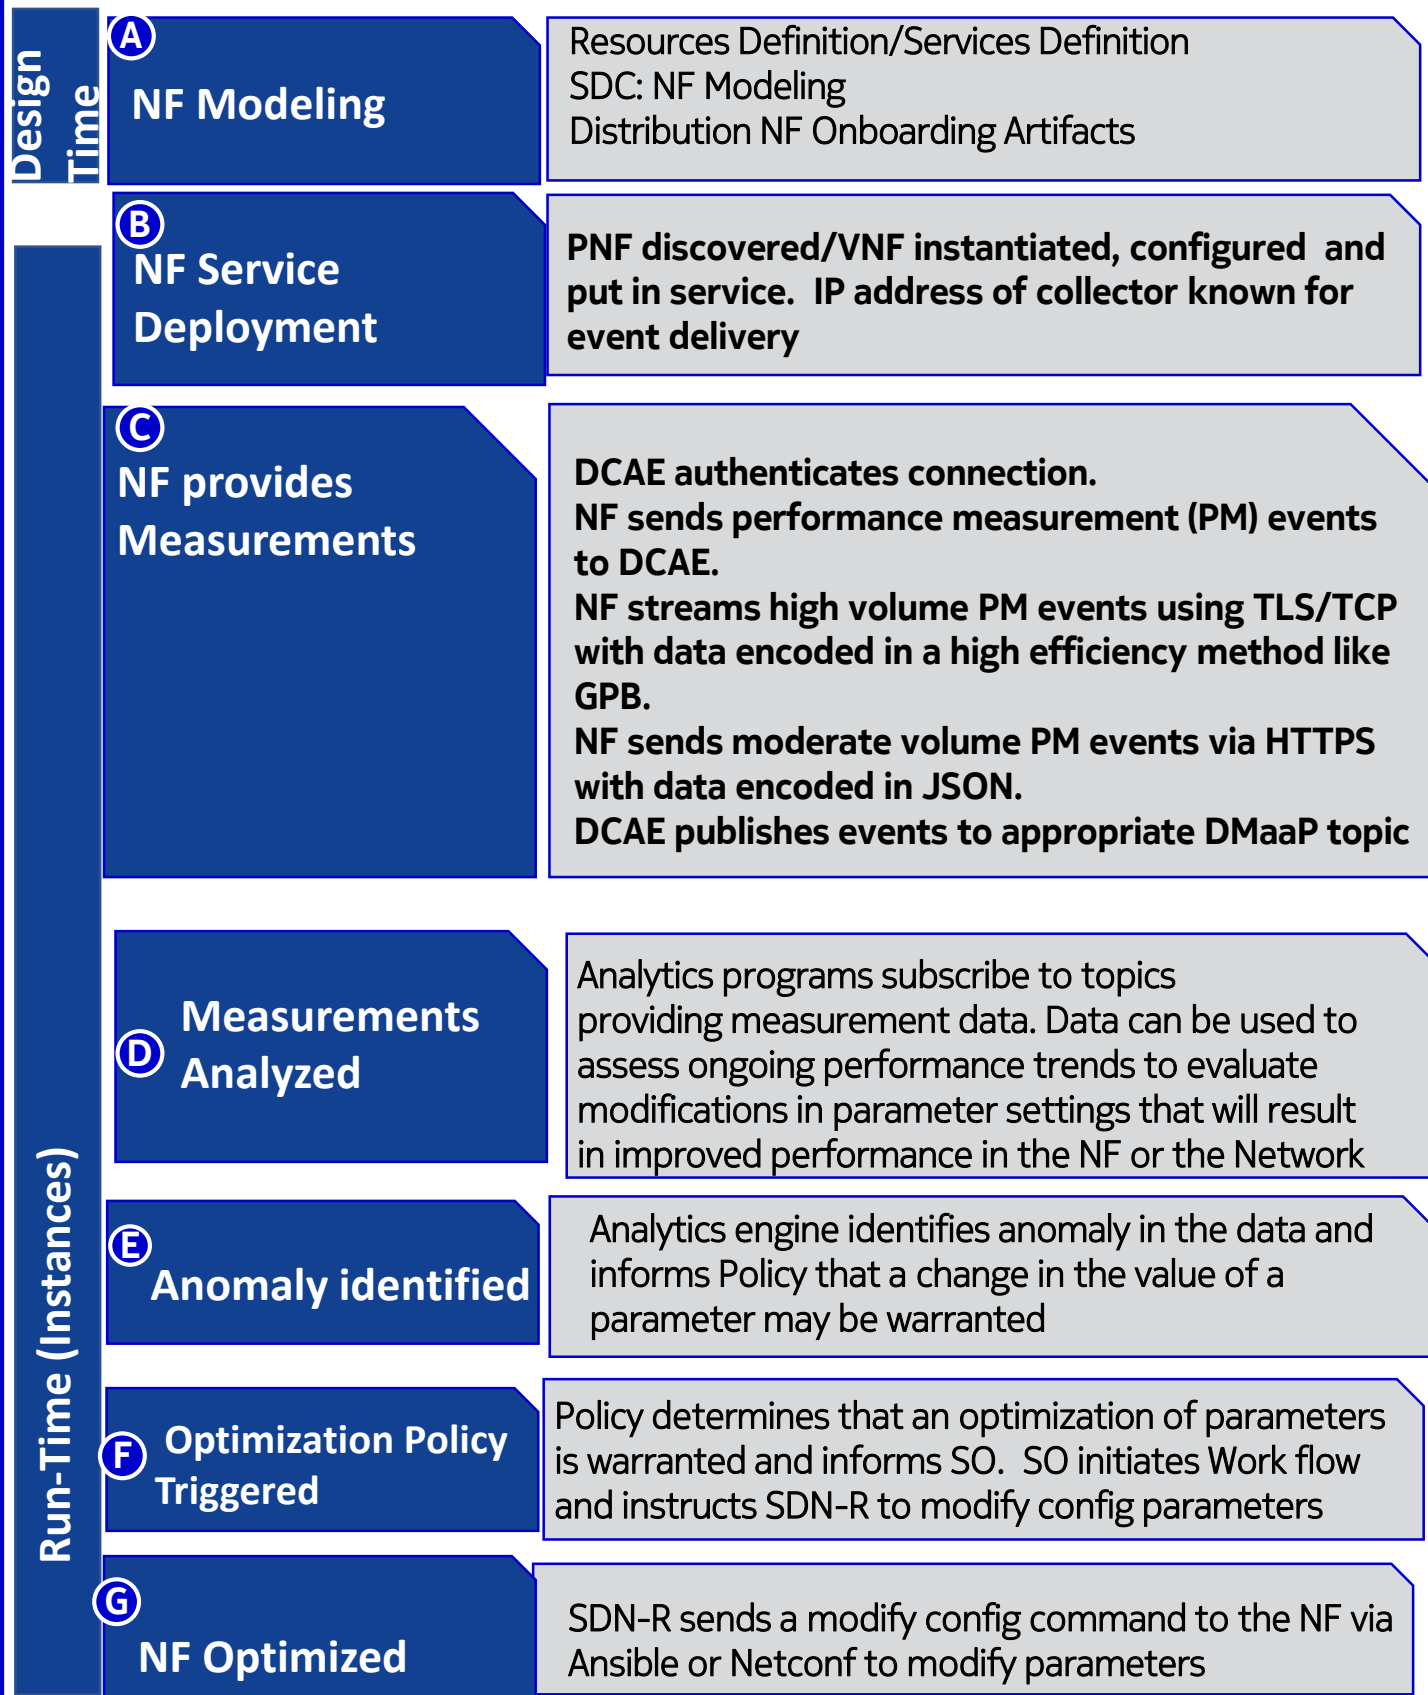 Design
Time
A
NF Modeling
Resources Definition/Services Definition
SDC: NF Modeling
Distribution NF Onboarding Artifacts
B
NF Service
Deployment
PNF discovered/VNF instantiated, configured and
put in service. IP address of collector known for
event delivery
Run-Time (Instances)
C
NF provides
Measurements
DCAE authenticates connection.
NF sends performance measurement (PM) events
to DCAE.
NF streams high volume PM events using TLS/TCP
with data encoded in a high efficiency method like
GPB.
NF sends moderate volume PM events via HTTPS
with data encoded in JSON.
DCAE publishes events to appropriate DMaaP topic
D
Measurements
Analyzed
Analytics programs subscribe to topics
providing measurement data. Data can be used to
assess ongoing performance trends to evaluate
modifications in parameter settings that will result
in improved performance in the NF or the Network
E
Anomaly identified
Analytics engine identifies anomaly in the data and
informs Policy that a change in the value of a
parameter may be warranted
F
Optimization Policy
Triggered
Policy determines that an optimization of parameters
is warranted and informs SO. SO initiates Work flow
and instructs SDN-R to modify config parameters
G
NF Optimized
SDN-R sends a modify config command to the NF via
Ansible or Netconf to modify parameters